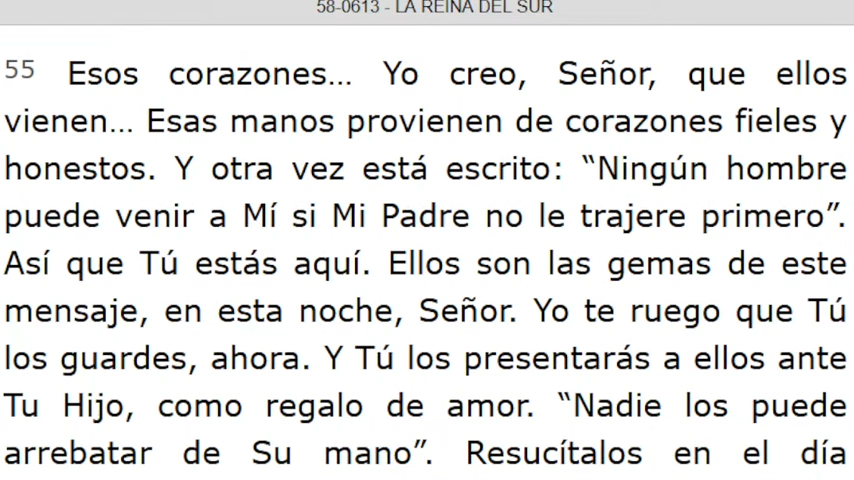 58-0613 - LA REINA DEL SUR
55 Esos corazones... Yo creo, Señor, que ellos
vienen... Esas manos provienen de corazones fieles y
honestos. Y otra vez está escrito: “Ningún hombre
puede venir a Mí si Mi Padre no le trajere primero”.
Así que Tú estás aquí. Ellos son las gemas de este
mensaje, en esta noche, Señor. Yo te ruego que Tú
los guardes, ahora. Y Tú los presentarás a ellos ante
Tu Hijo, como regalo de amor. “Nadie los puede
arrebatar de Su mano”. Resucítalos en el día